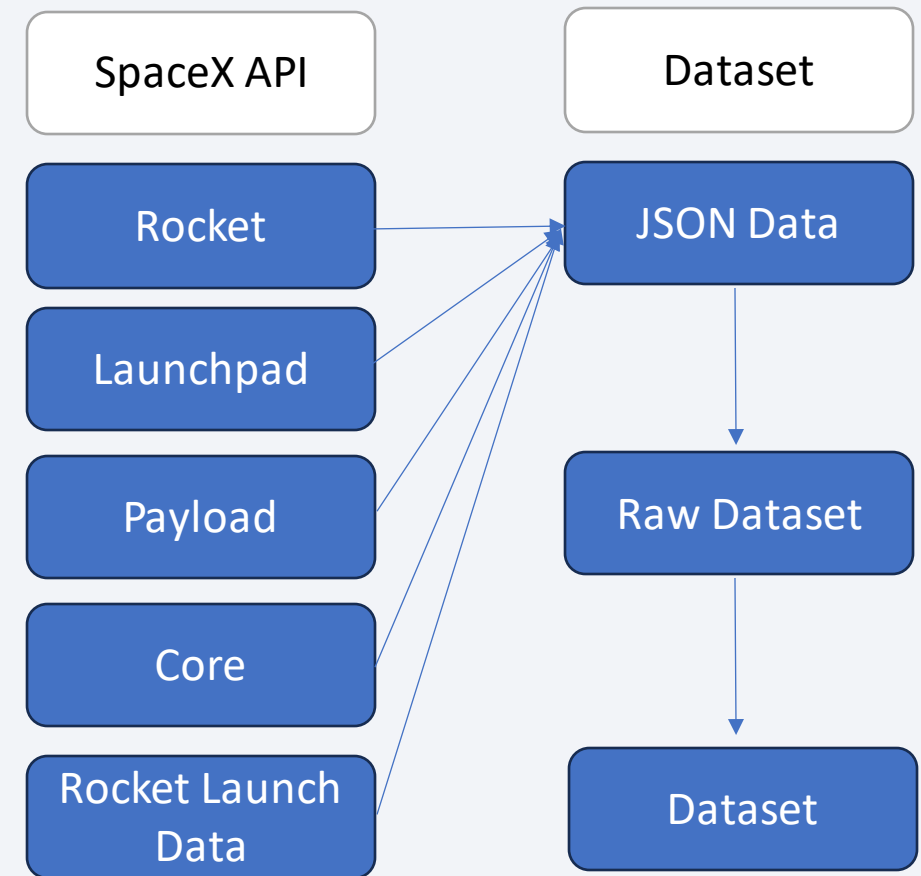 SpaceX API
Dataset
Rocket
JSON Data
Launchpad
Payload
Raw Dataset
Core
Rocket Launch
Data
Dataset